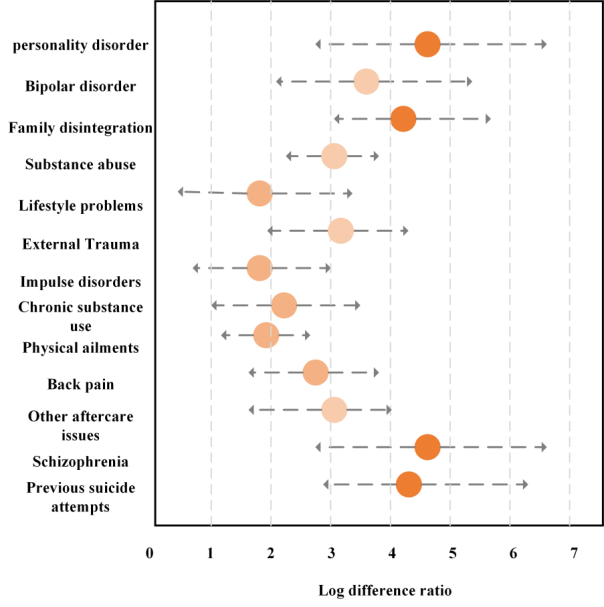 personality disorder
Bipolar disorder
Family disintegration
Substance abuse
Lifestyle problems
External Trauma
Impulse disorders
Chronic substance
use
Physical ailments
Back pain
Other aftercare
issues
Schizophrenia
Previous suicide
attempts
0 1 2 3 4 5 6 7
Log difference ratio